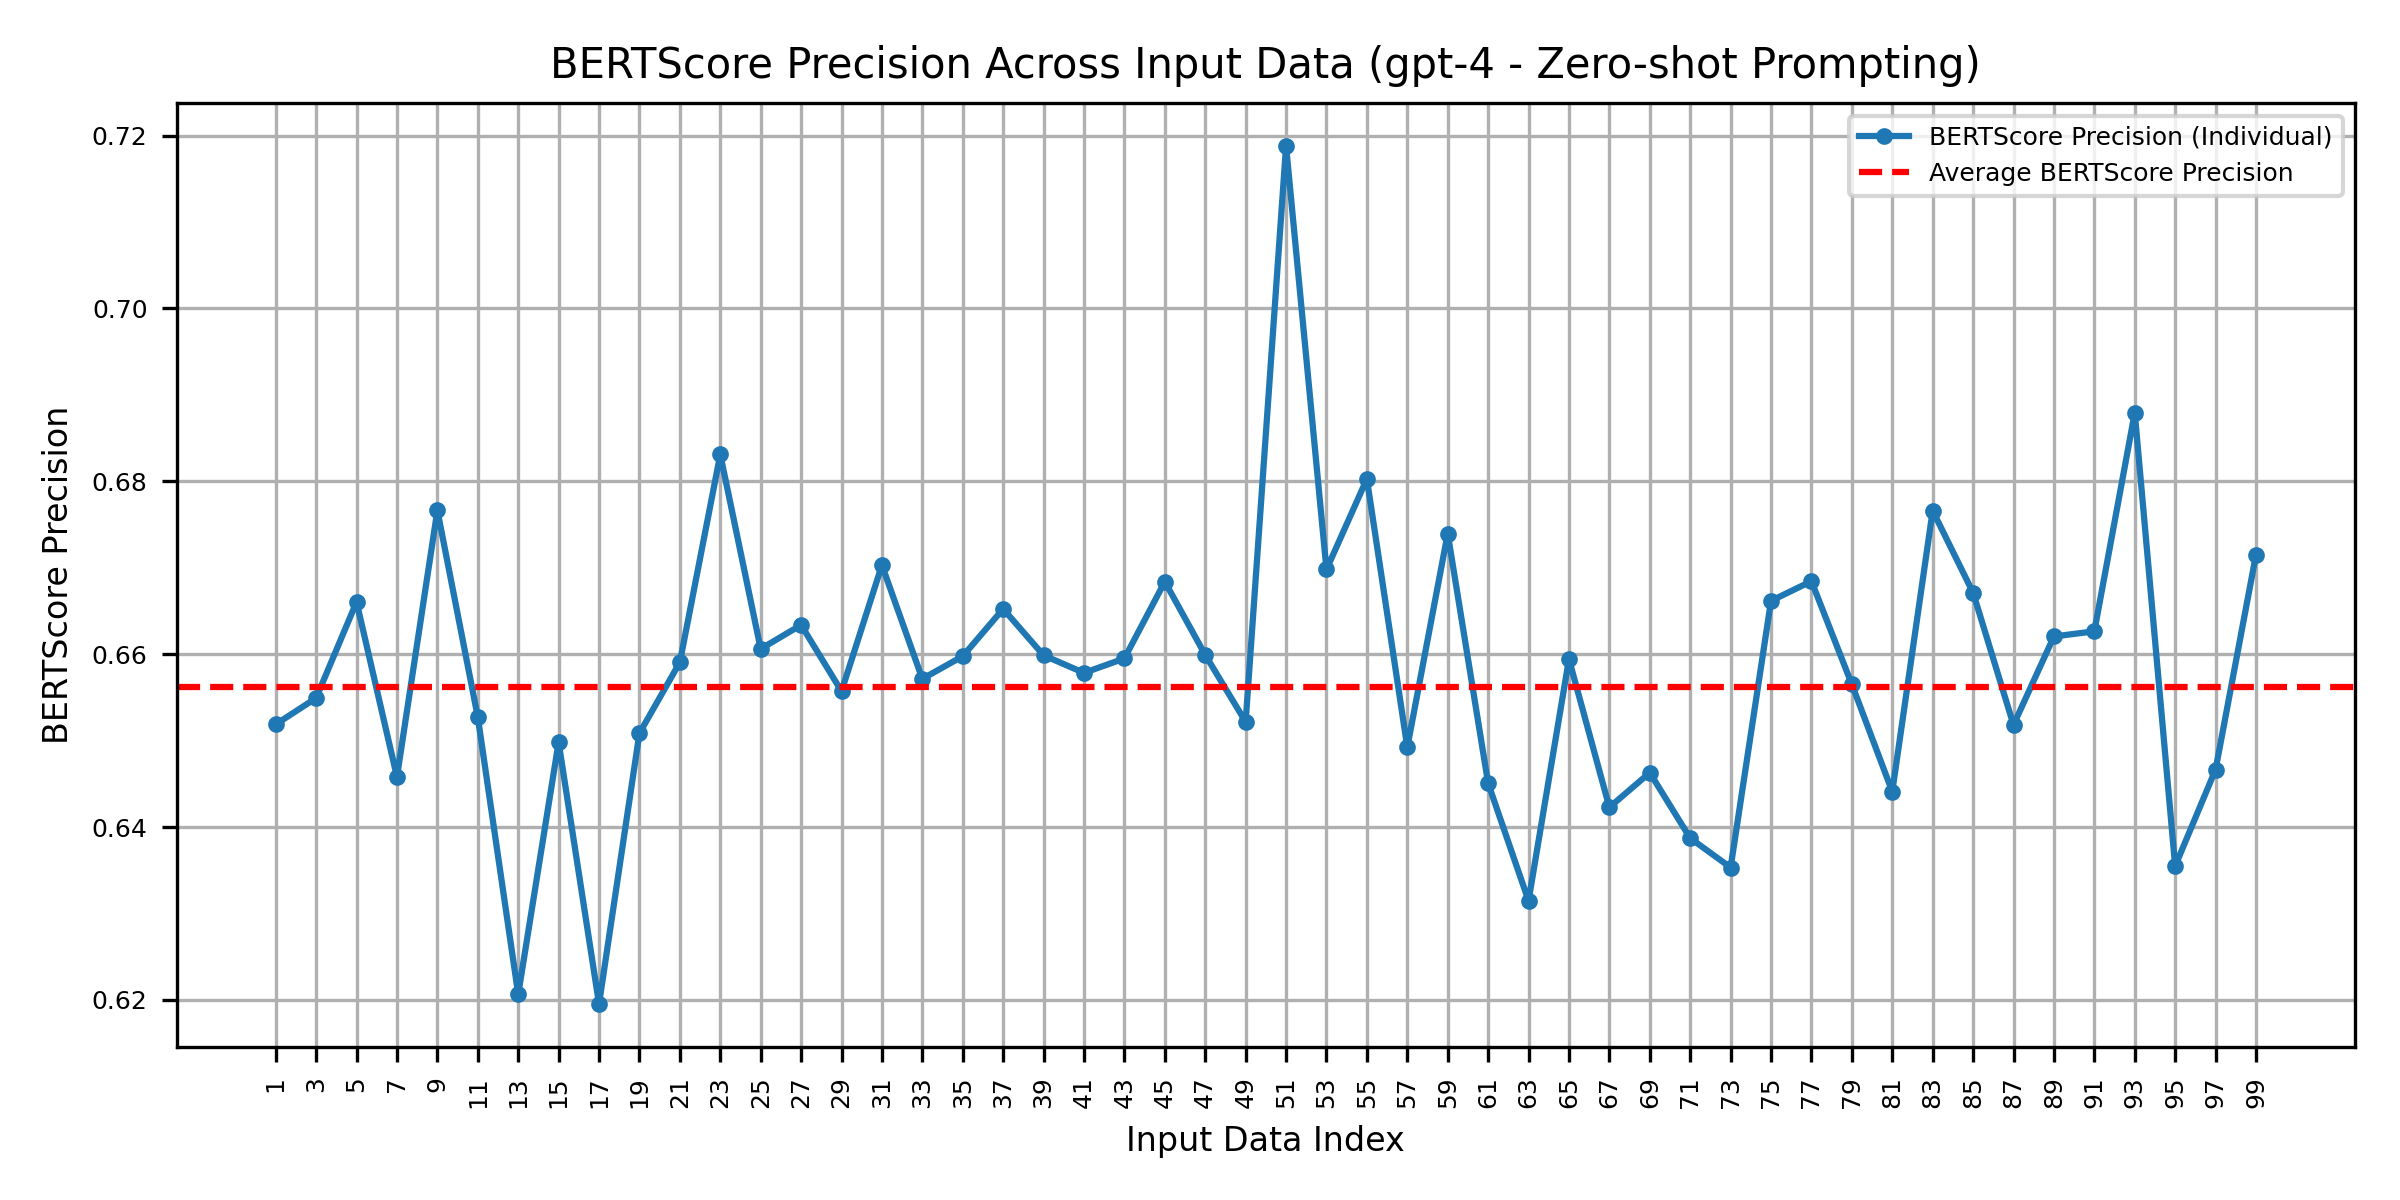 BERTScore Precision Across Input Data (gpt-4 - Zero-shot Prompting)
BERTScore Precision (Individual)
Average BERTScore Precision
BERTScore Precision
0.72
0.70
0.68
0.66
0.64
0.62
1 3 5 7 9 11 13 15 17 19 21 23 25 27 29 31 33 35 37 39 41 43 45 47 49 51 53 55 57 59 61 63 65 67 69 71 73 75 77 79 81 83 85 87 89 91 93 95 97 99
Input Data Index